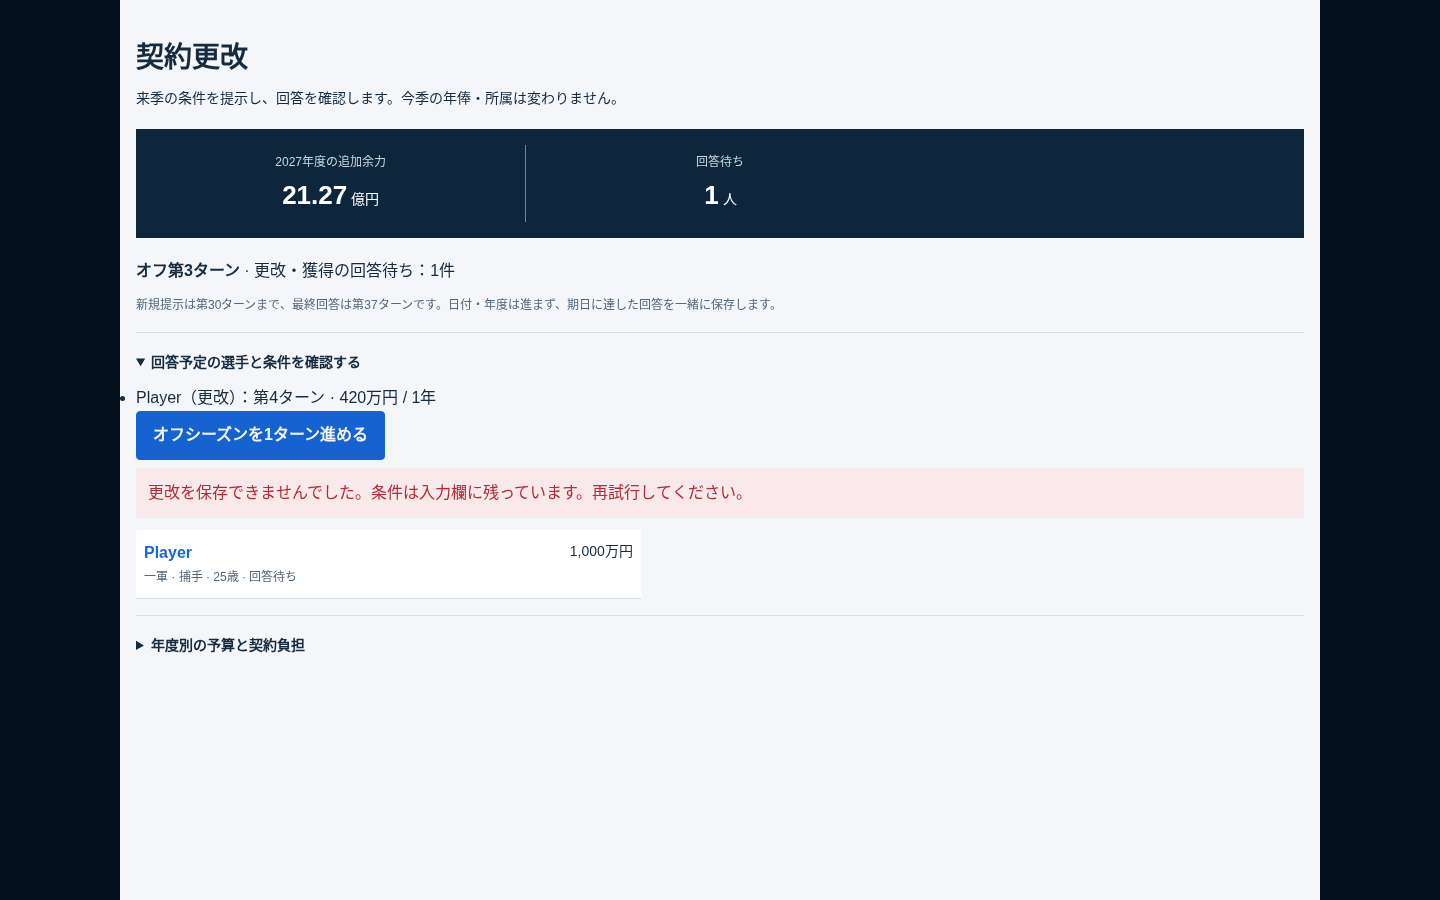 契約更改
来季の条件を提示し、回答を確認します。今季の年俸・所属は変わりません。
2027年度の追加余力
21.27 億円
回答待ち
1 人
オフ第3ターン · 更改・獲得の回答待ち：1件
新規提示は第30ターンまで、最終回答は第37ターンです。日付・年度は進まず、期日に達した回答を一緒に保存します。
▼ 回答予定の選手と条件を確認する
• Player（更改）：第4ターン · 420万円 / 1年
オフシーズンを1ターン進める
更改を保存できませんでした。条件は入力欄に残っています。再試行してください。
Player
1,000万円
一軍 · 捕手 · 25歳 · 回答待ち
▶ 年度別の予算と契約負担